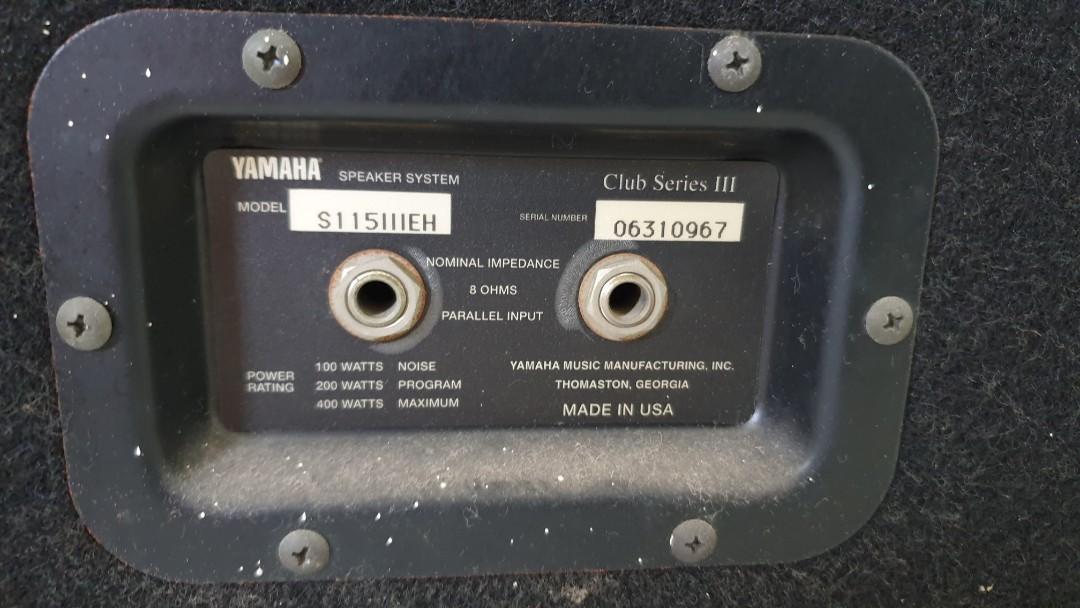 YAMAHA SPEAKER SYSTEM
Club Series III
MODEL S115IIIEH
SERIAL NUMBER 06310967
NOMINAL IMPEDANCE
8 OHMS
PARALLEL INPUT
POWER RATING
100 WATTS NOISE
200 WATTS PROGRAM
400 WATTS MAXIMUM
YAMAHA MUSIC MANUFACTURING, INC.
THOMASTON, GEORGIA
MADE IN USA